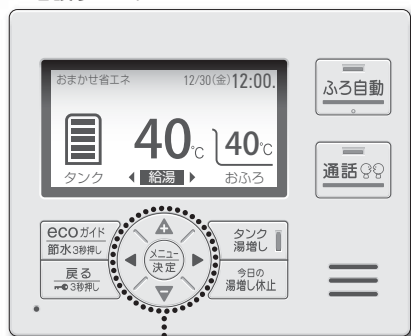 おまかせ省エネ 12/30(金)12:00.
40℃ 40℃
タンク 給湯 おふろ
ふろ自動
通話
ecoガイド
節水3秒押し
戻る
3秒押し
メニュー
決定
タンク
湯増し
今日の
湯増し休止